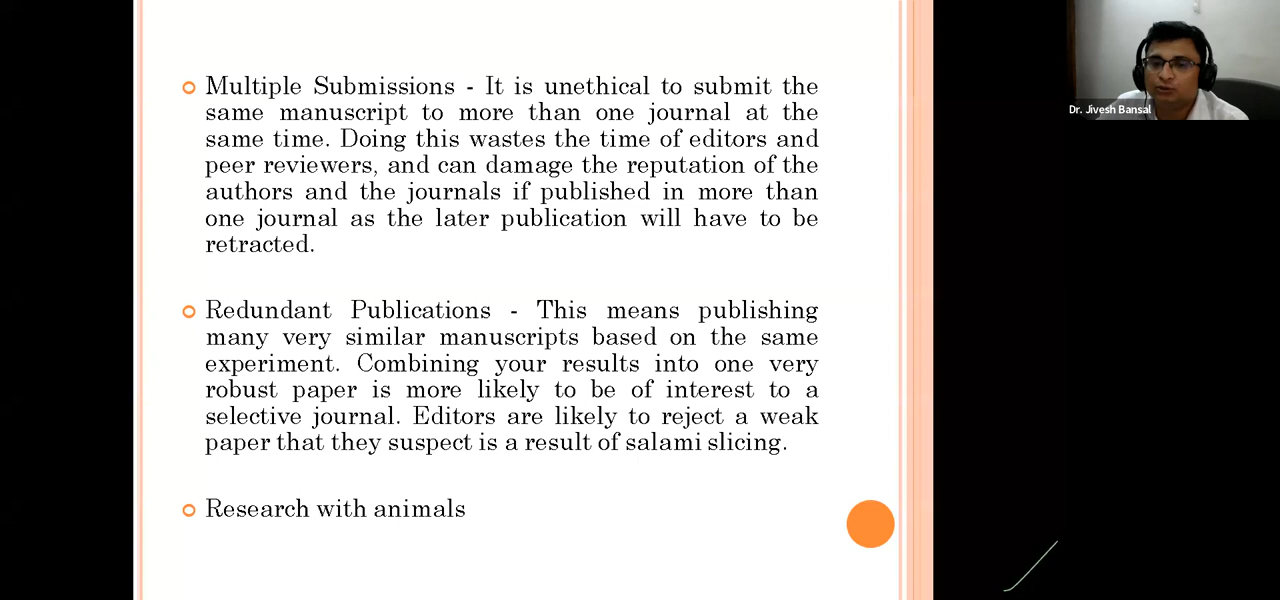 Multiple Submissions - It is unethical to submit the
same manuscript to more than one journal at the
same time. Doing this wastes the time of editors and
peer reviewers, and can damage the reputation of the
authors and the journals if published in more than
one journal as the later publication will have to be
retracted.
Redundant Publications - This means publishing
many very similar manuscripts based on the same
experiment. Combining your results into one very
robust paper is more likely to be of interest to a
selective journal. Editors are likely to reject a weak
paper that they suspect is a result of salami slicing.
Research with animals
Dr. Jivesh Bansal